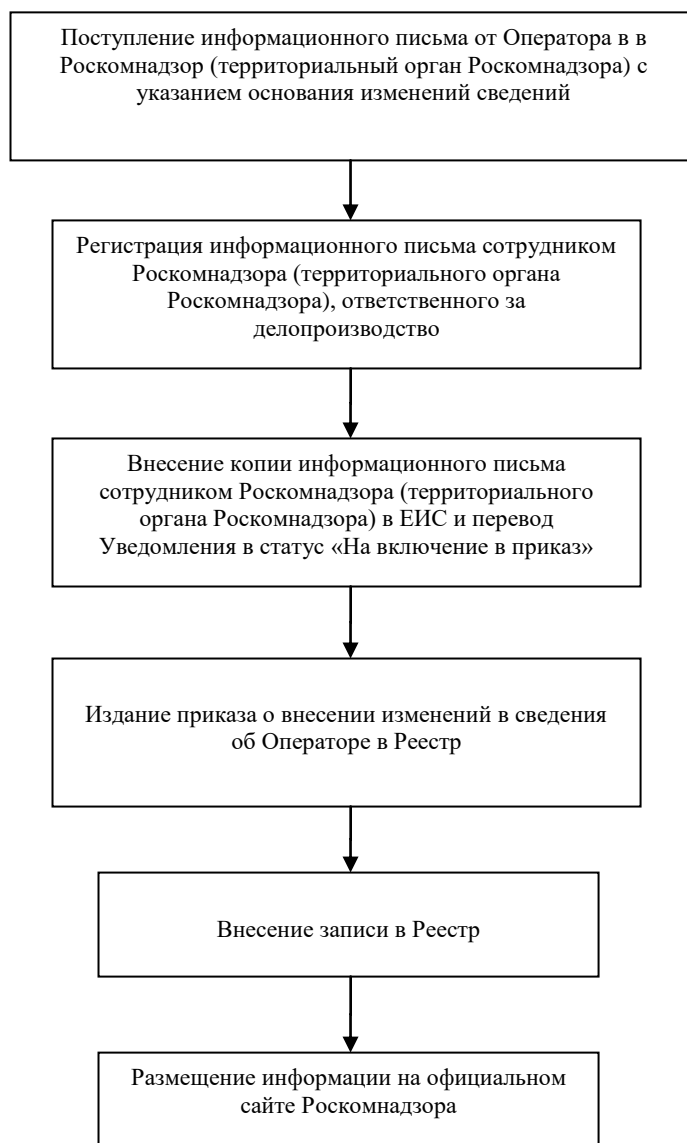 Поступление информационного письма от Оператора в в
Роскомнадзор (территориальный орган Роскомнадзора) с
указанием основания изменений сведений
Регистрация информационного письма сотрудником
Роскомнадзора (территориального органа
Роскомнадзора), ответственного за
делопроизводство
Внесение копии информационного письма
сотрудником Роскомнадзора (территориального
органа Роскомнадзора) в ЕИС и перевод
Уведомления в статус «На включение в приказ»
Издание приказа о внесении изменений в сведения
об Операторе в Реестр
Внесение записи в Реестр
Размещение информации на официальном
сайте Роскомнадзора